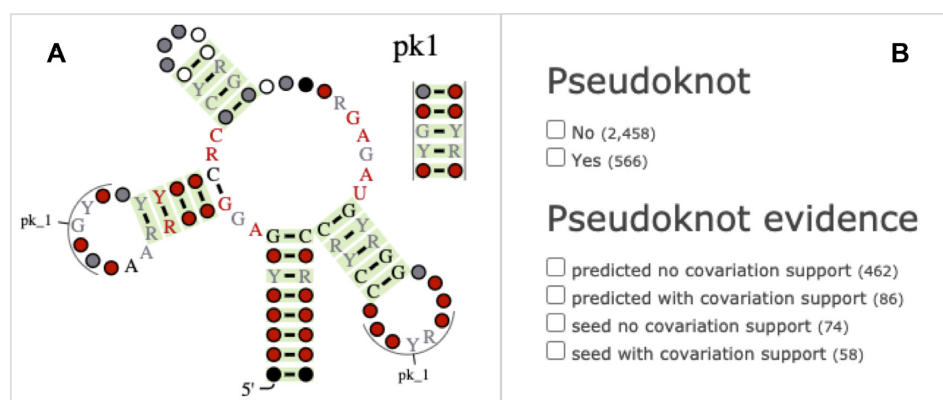 A
pk1
R
G
Y
C
R
G
A
G
A
U
G Y
Y R
C
R
C
G
G
A
Y
G
Y
Y
R
R
A
A
pk_1
G C C G
Y R
Y
R
R
Y
G
G
C
C
Y R
pk_1
5'
B
Pseudoknot
No (2,458)
Yes (566)
Pseudoknot evidence
predicted no covariation support (462)
predicted with covariation support (86)
seed no covariation support (74)
seed with covariation support (58)